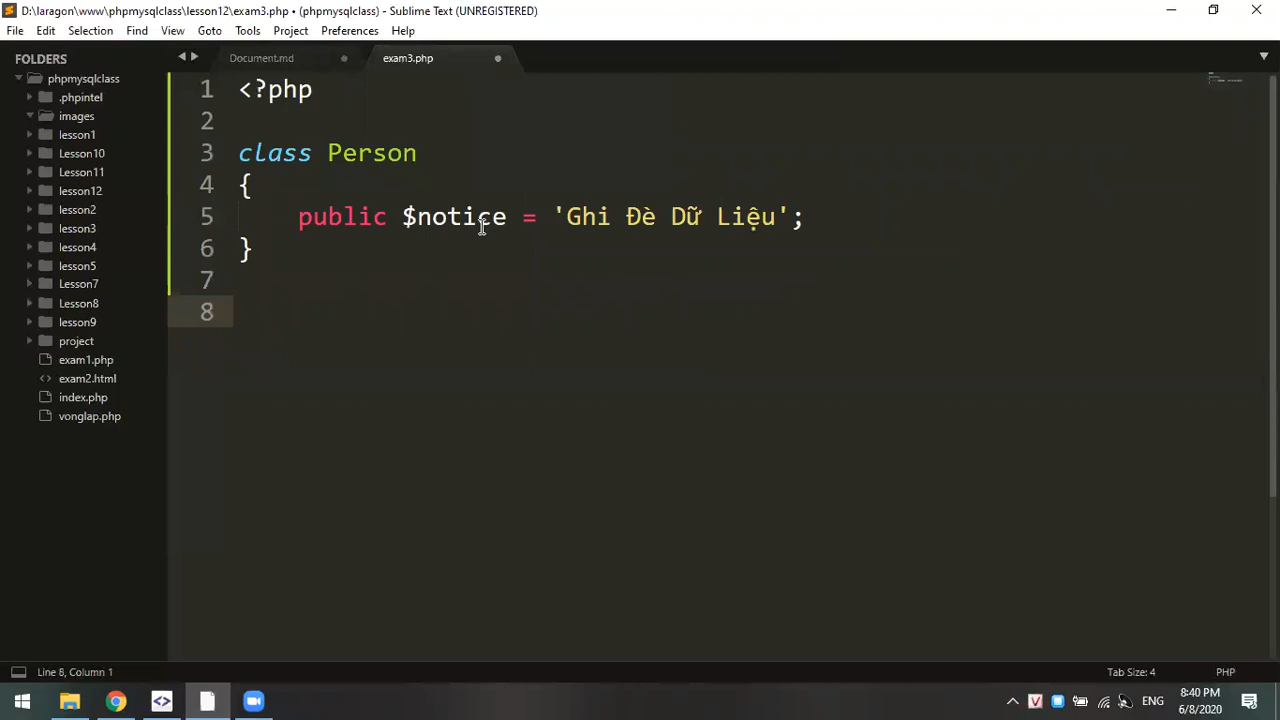 D:\laragon\www\phpmysqlclass\lesson12\exam3.php • (phpmysqlclass) - Sublime Text (UNREGISTERED)
File Edit Selection Find View Goto Tools Project Preferences Help
FOLDERS
phpmysqlclass
.phpintel
images
lesson1
Lesson10
Lesson11
lesson12
lesson2
lesson3
lesson4
lesson5
Lesson7
Lesson8
lesson9
project
exam1.php
<> exam2.html
index.php
vonglap.php
Document.md
exam3.php
1 <?php
2
3 class Person
4 {
5 public $notice = 'Ghi Đè Dữ Liệu';
6 }
7
8
Line 8, Column 1
Tab Size: 4
PHP
V
ENG
8:40 PM
6/8/2020